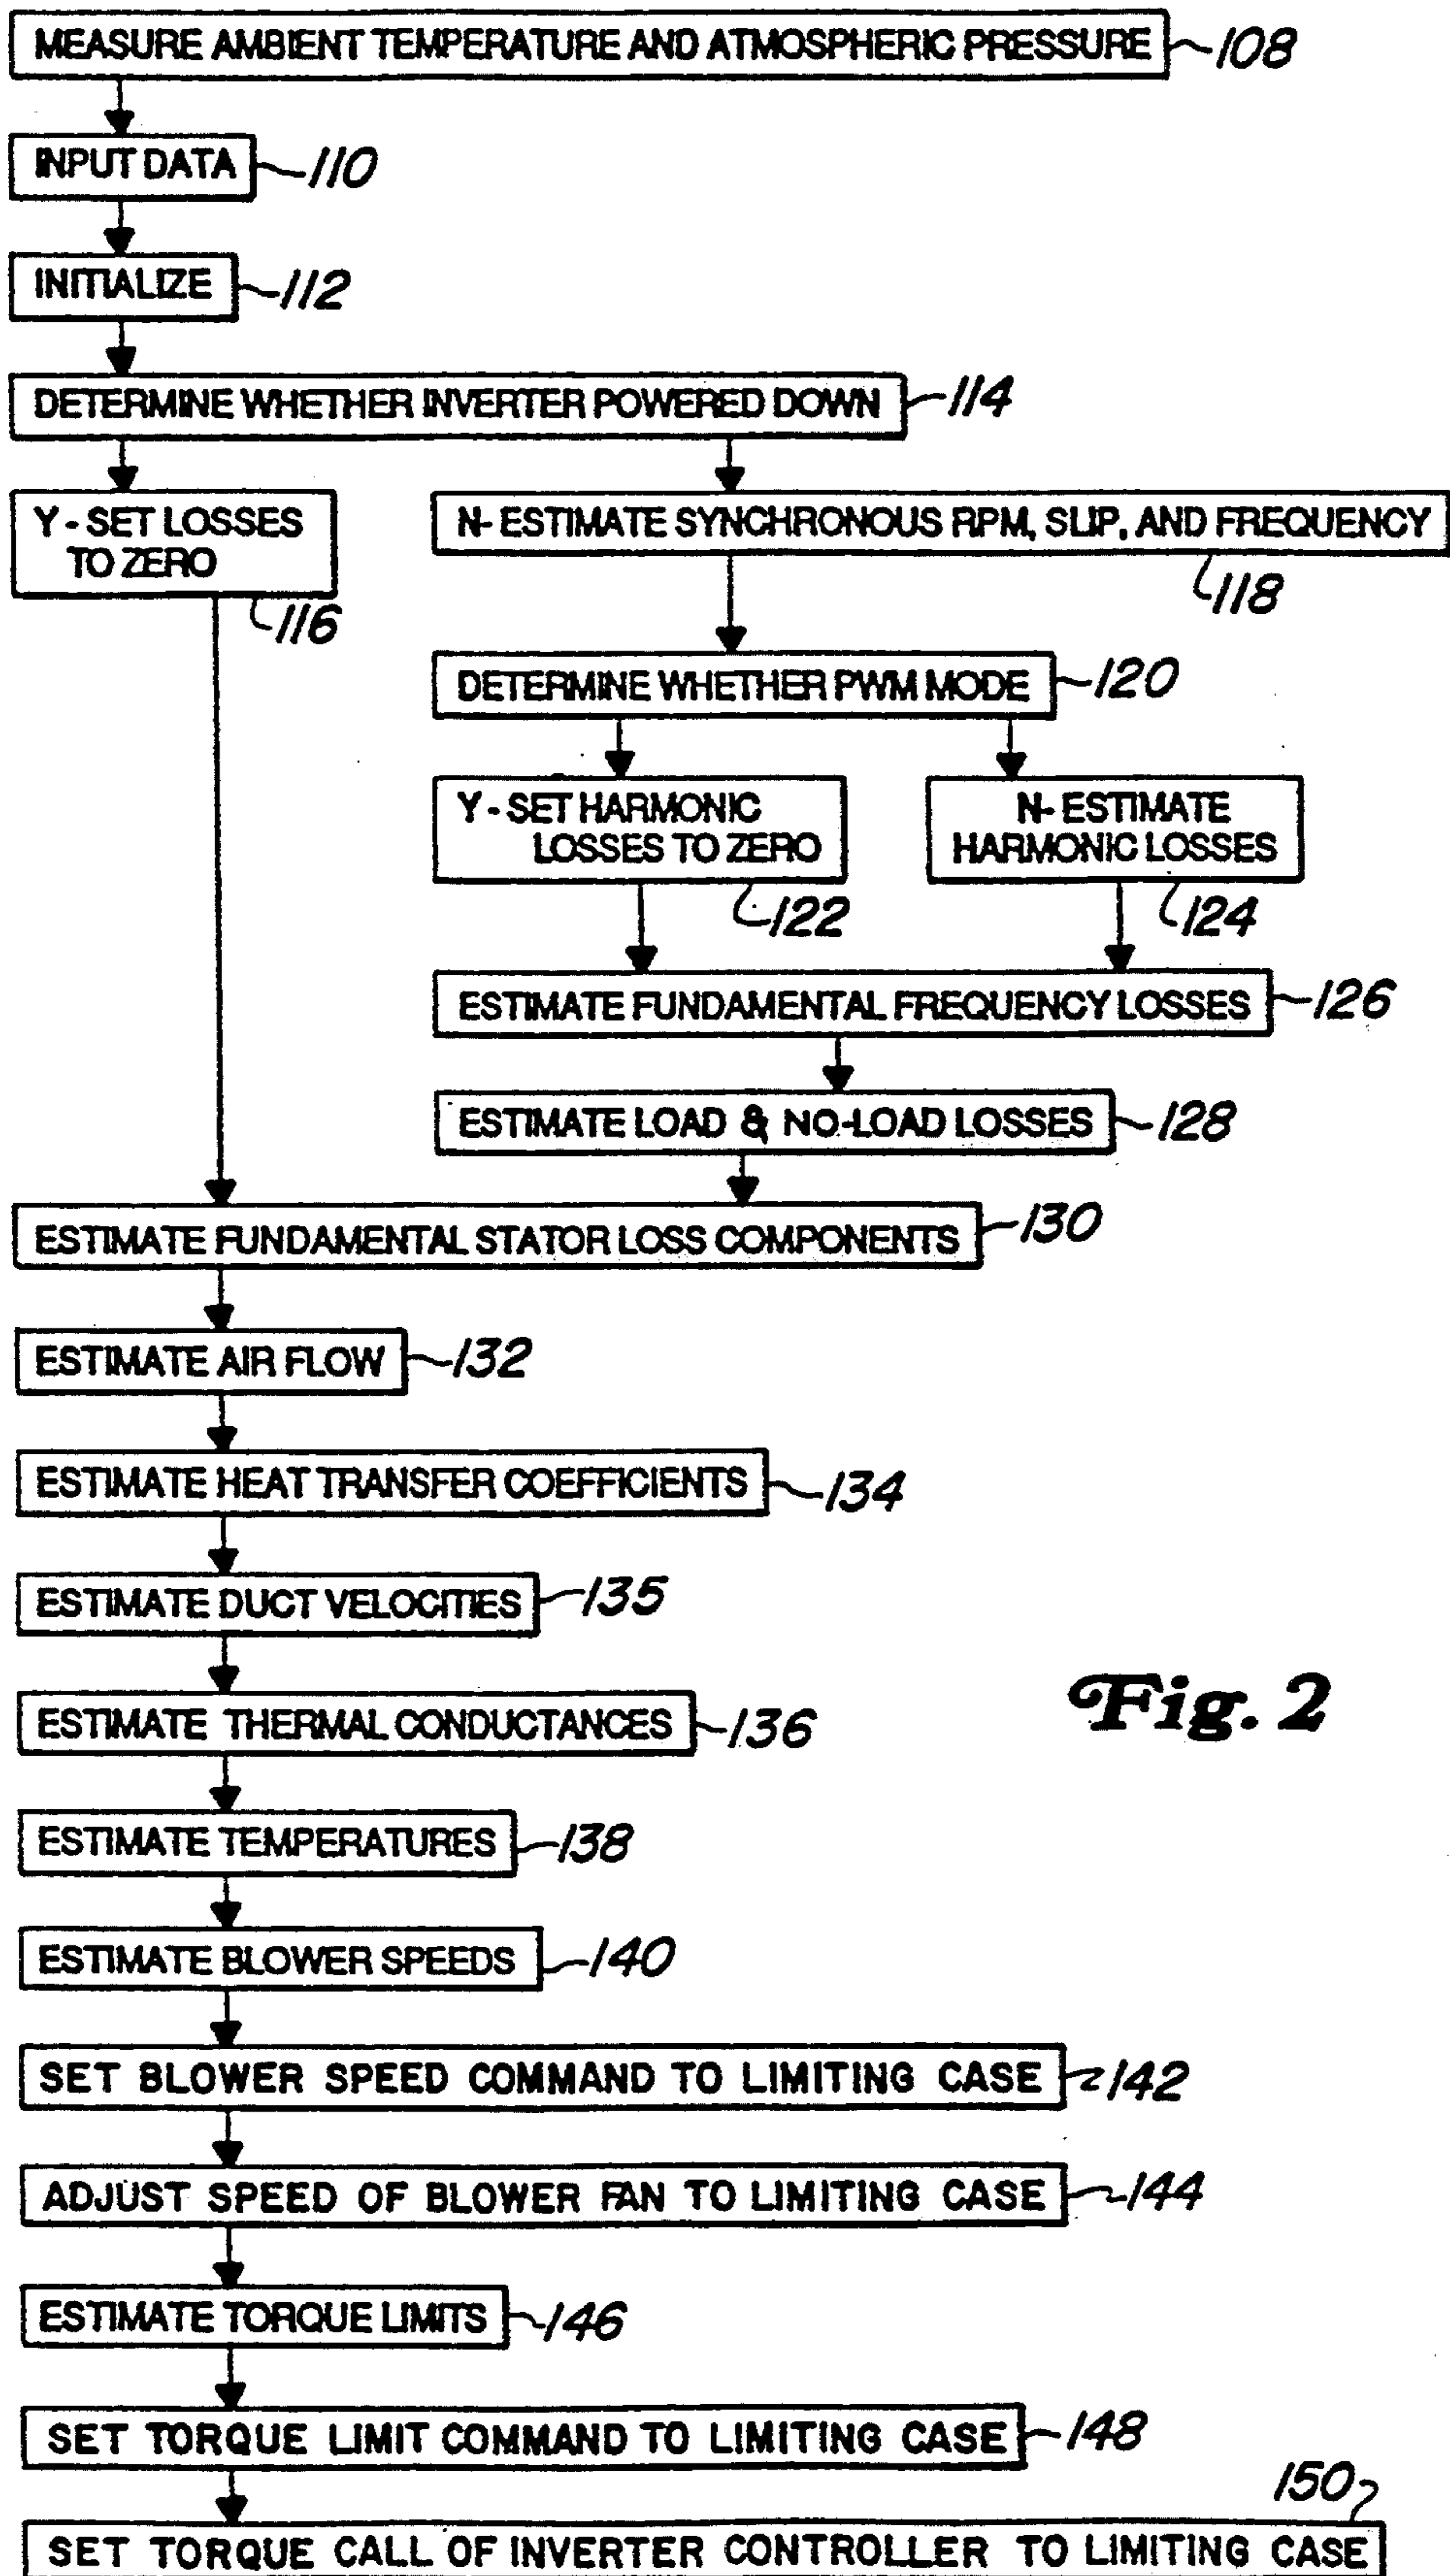 MEASURE AMBIENT TEMPERATURE AND ATMOSPHERIC PRESSURE 108
INPUT DATA 110
INITIALIZE 112
DETERMINE WHETHER INVERTER POWERED DOWN 114
Y - SET LOSSES
TO ZERO
116
N- ESTIMATE SYNCHRONOUS RPM, SLIP, AND FREQUENCY
118
DETERMINE WHETHER PWM MODE 120
Y - SET HARMONIC
LOSSES TO ZERO
122
N- ESTIMATE
HARMONIC LOSSES
124
ESTIMATE FUNDAMENTAL FREQUENCY LOSSES 126
ESTIMATE LOAD & NO-LOAD LOSSES 128
ESTIMATE FUNDAMENTAL STATOR LOSS COMPONENTS 130
ESTIMATE AIR FLOW 132
ESTIMATE HEAT TRANSFER COEFFICIENTS 134
ESTIMATE DUCT VELOCITIES 135
ESTIMATE THERMAL CONDUCTANCES 136
Fig. 2
ESTIMATE TEMPERATURES 138
ESTIMATE BLOWER SPEEDS 140
SET BLOWER SPEED COMMAND TO LIMITING CASE 142
ADJUST SPEED OF BLOWER FAN TO LIMITING CASE 144
ESTIMATE TORQUE LIMITS 146
SET TORQUE LIMIT COMMAND TO LIMITING CASE 148
150
SET TORQUE CALL OF INVERTER CONTROLLER TO LIMITING CASE